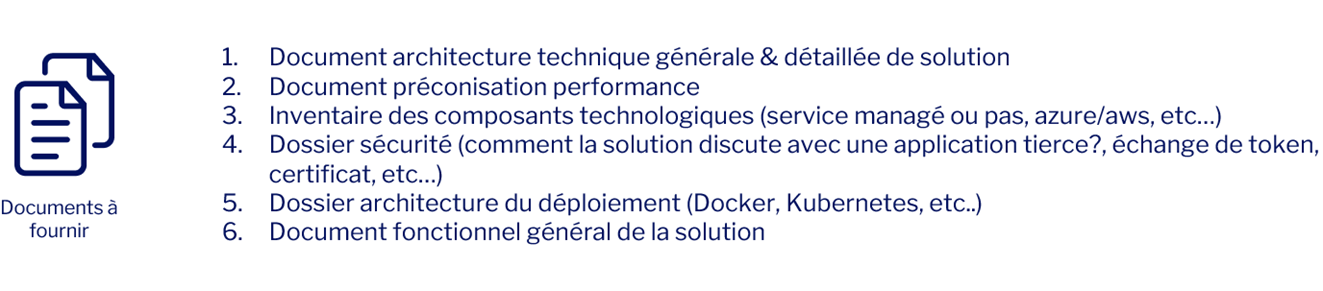 1. Document architecture technique générale & détaillée de solution
2. Document préconisation performance
3. Inventaire des composants technologiques (service managé ou pas, azure/aws, etc...)
4. Dossier sécurité (comment la solution discute avec une application tierce?, échange de token,
certificat, etc...)
5. Dossier architecture du déploiement (Docker, Kubernetes, etc..)
6. Document fonctionnel général de la solution
Documents à
fournir